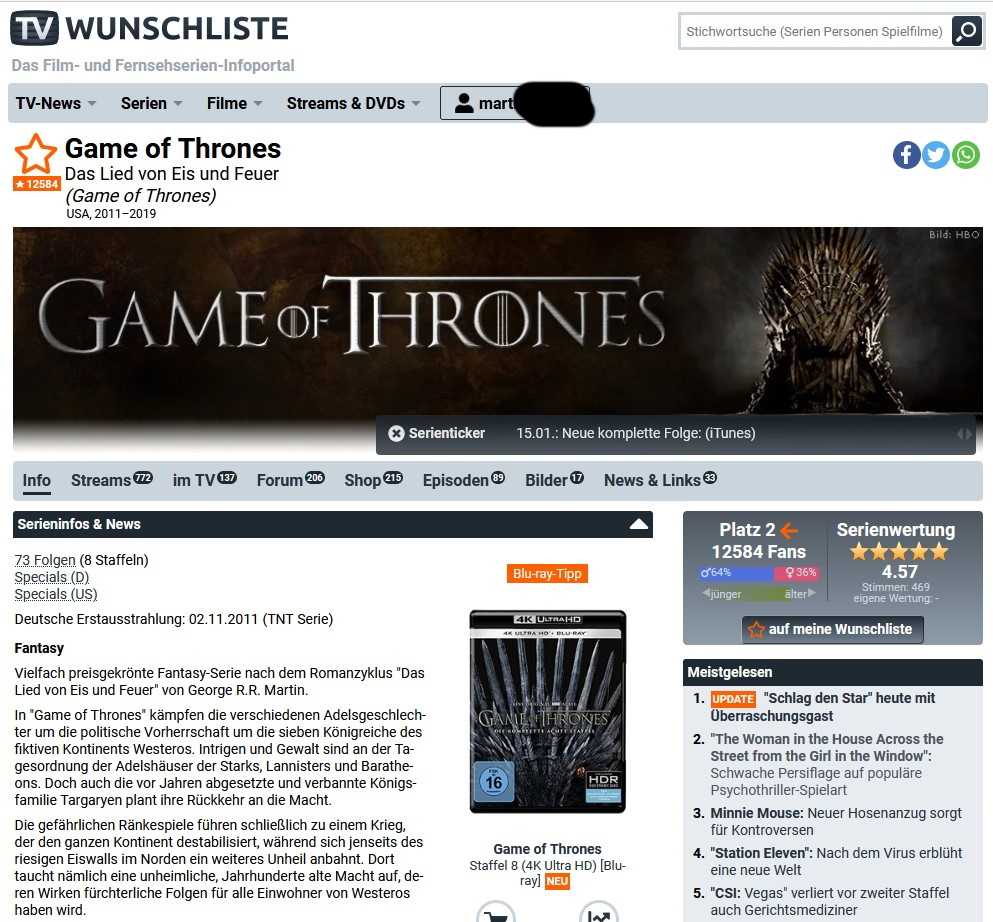 TV WUNSCHLISTE
Das Film- und Fernsehserien-Infoportal
Stichwortsuche (Serien Personen Spielfilme)
TV-News Serien Filme Streams & DVDs mart
Game of Thrones
Das Lied von Eis und Feuer
(Game of Thrones)
USA, 2011–2019
★ 12584
Bild: HBO
GAME OF THRONES
Serienticker 15.01.: Neue komplette Folge: (iTunes)
Info Streams 772 im TV 137 Forum 206 Shop 215 Episoden 89 Bilder 17 News & Links 33
Serieninfos & News
73 Folgen (8 Staffeln)
Specials (D)
Specials (US)
Deutsche Erstausstrahlung: 02.11.2011 (TNT Serie)
Fantasy
Vielfach preisgekrönte Fantasy-Serie nach dem Romanzyklus "Das
Lied von Eis und Feuer" von George R.R. Martin.
In "Game of Thrones" kämpfen die verschiedenen Adelsgeschlech-
ter um die politische Vorherrschaft um die sieben Königreiche des
fiktiven Kontinents Westeros. Intrigen und Gewalt sind an der Ta-
gesordnung der Adelshäuser der Starks, Lannisters und Barathe-
ons. Doch auch die vor Jahren abgesetzte und verbannte Königs-
familie Targaryen plant ihre Rückkehr an die Macht.
Die gefährlichen Ränkespiele führen schließlich zu einem Krieg,
der den ganzen Kontinent destabilisiert, während sich jenseits des
riesigen Eiswalls im Norden ein weiteres Unheil anbahnt. Dort
taucht nämlich eine unheimliche, Jahrhunderte alte Macht auf, de-
ren Wirken fürchterliche Folgen für alle Einwohner von Westeros
haben wird.
Blu-ray-Tipp
4K ULTRAHD
4K ULTRA HD + BLU-RAY
GAME OF THRONES
DIE KOMPLETTE ACHTE STAFFEL
FSK
16
HDR
Game of Thrones
Staffel 8 (4K Ultra HD) [Blu-
ray] NEU
Platz 2
12584 Fans
♂64% ♀36%
jünger älter
Serienwertung
4.57
Stimmen: 469
eigene Wertung: -
auf meine Wunschliste
Meistgelesen
1. UPDATE "Schlag den Star" heute mit
Überraschungsgast
2. "The Woman in the House Across the
Street from the Girl in the Window":
Schwache Persiflage auf populäre
Psychothriller-Spielart
3. Minnie Mouse: Neuer Hosenanzug sorgt
für Kontroversen
4. "Station Eleven": Nach dem Virus erblüht
eine neue Welt
5. "CSI: Vegas" verliert vor zweiter Staffel
auch Gerichtsmediziner